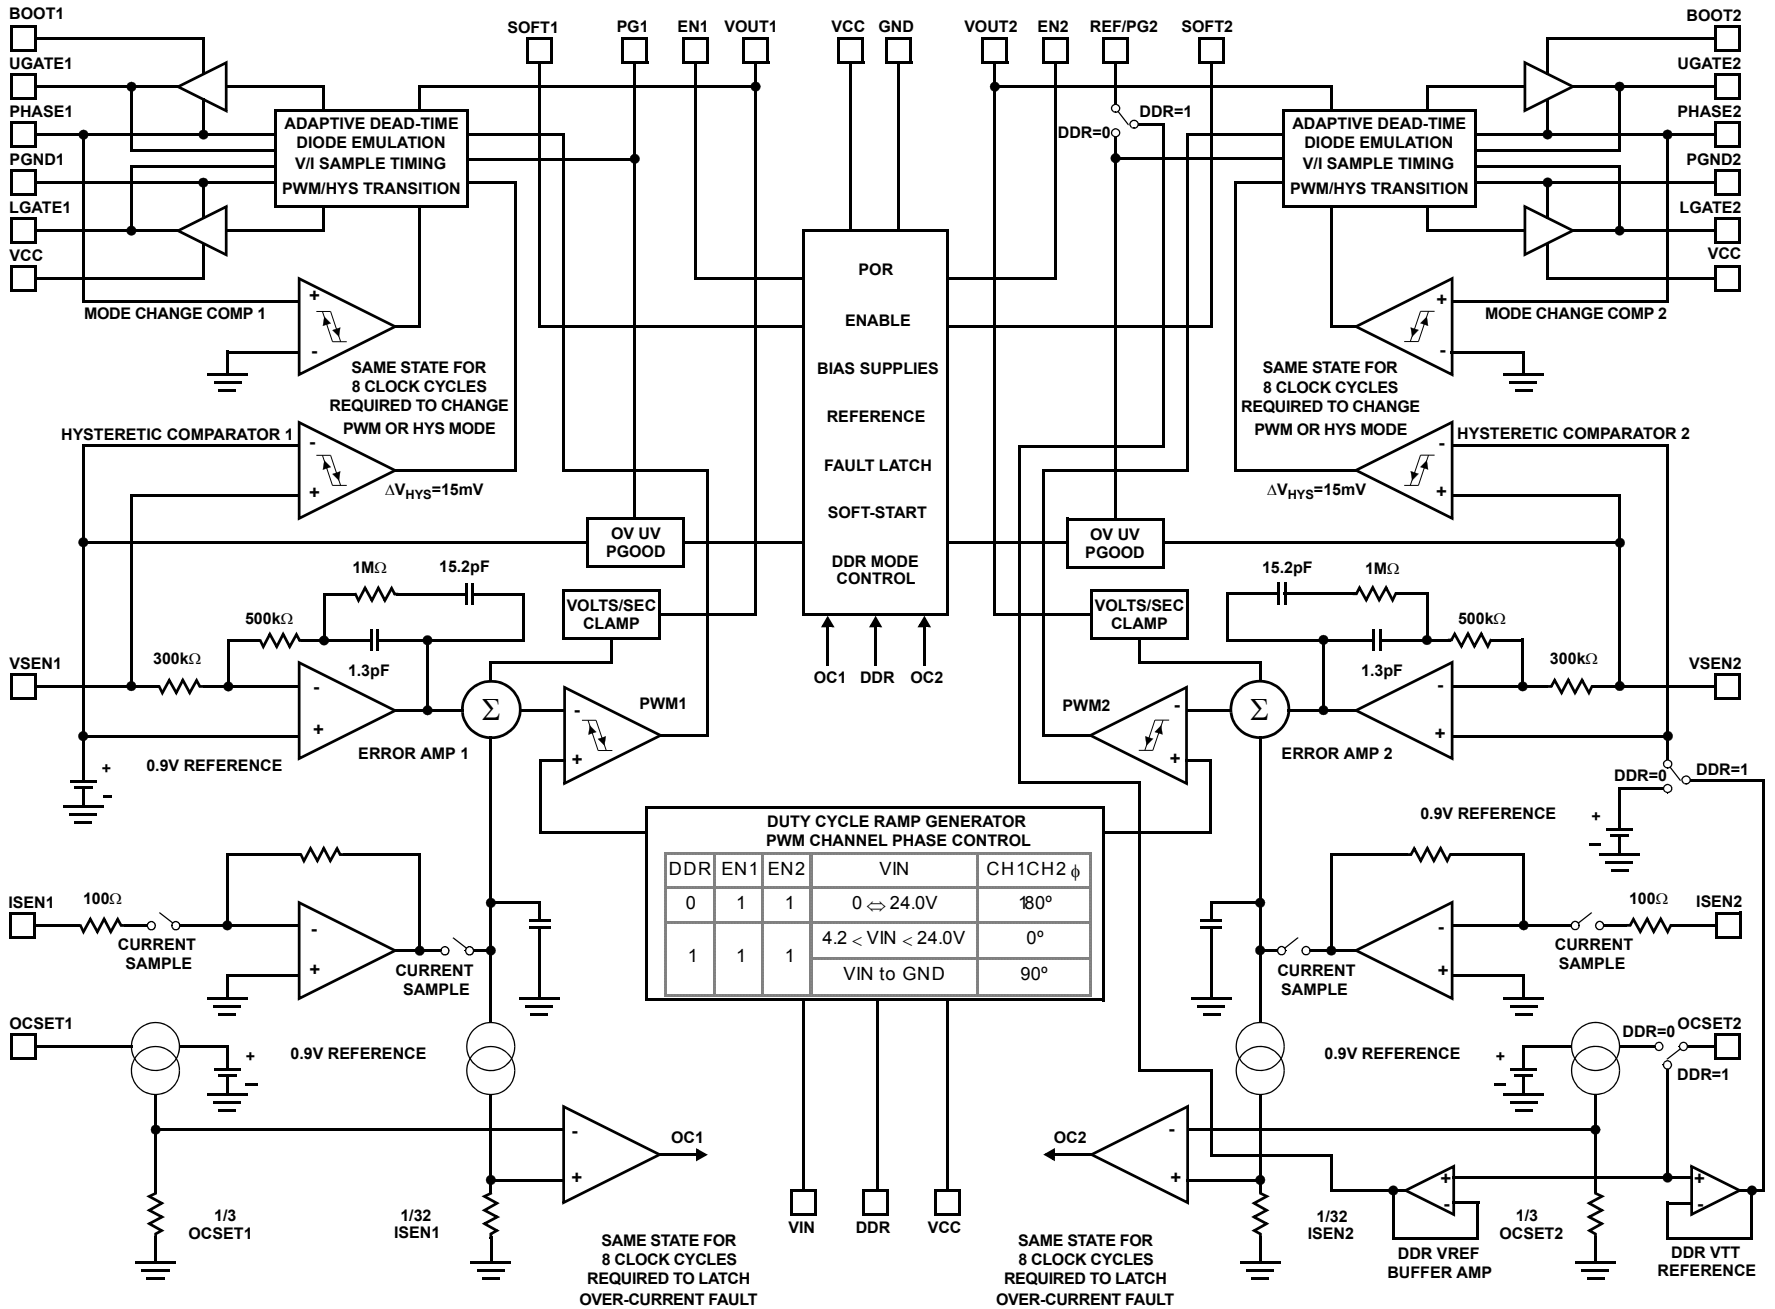 BOOT1
UGATE1
PHASE1
PGND1
LGATE1
VCC
SOFT1
PG1
EN1
VOUT1
VCC
GND
VOUT2
EN2
REF/PG2
SOFT2
BOOT2
UGATE2
PHASE2
PGND2
LGATE2
VCC
ADAPTIVE DEAD-TIME
DIODE EMULATION
V/I SAMPLE TIMING
PWM/HYS TRANSITION
DDR=1
DDR=0
ADAPTIVE DEAD-TIME
DIODE EMULATION
V/I SAMPLE TIMING
PWM/HYS TRANSITION
MODE CHANGE COMP 1
+
-
SAME STATE FOR
8 CLOCK CYCLES
REQUIRED TO CHANGE
PWM OR HYS MODE
POR
ENABLE
BIAS SUPPLIES
REFERENCE
FAULT LATCH
SOFT-START
DDR MODE
CONTROL
MODE CHANGE COMP 2
+
-
SAME STATE FOR
8 CLOCK CYCLES
REQUIRED TO CHANGE
PWM OR HYS MODE
HYSTERETIC COMPARATOR 1
-
+
ΔVHYS=15mV
HYSTERETIC COMPARATOR 2
-
+
ΔVHYS=15mV
OV UV
PGOOD
OV UV
PGOOD
1MΩ
15.2pF
500kΩ
300kΩ
1.3pF
VSEN1
VOLTS/SEC
CLAMP
-
+
Σ
ERROR AMP 1
0.9V REFERENCE
+
-
PWM1
-
+
OC1
DDR
OC2
VOLTS/SEC
CLAMP
15.2pF
1MΩ
500kΩ
300kΩ
1.3pF
VSEN2
PWM2
-
+
Σ
-
+
ERROR AMP 2
DDR=0
DDR=1
0.9V REFERENCE
+
-
DUTY CYCLE RAMP GENERATOR
PWM CHANNEL PHASE CONTROL
DDR EN1 EN2 VIN CH1CH2 ϕ
0 1 1 0 ⇔ 24.0V 180º
1 1 1 4.2 < VIN < 24.0V 0º
VIN to GND 90º
ISEN1
100Ω
CURRENT
SAMPLE
-
+
CURRENT
SAMPLE
ISEN2
100Ω
CURRENT
SAMPLE
-
+
CURRENT
SAMPLE
OCSET1
+
-
0.9V REFERENCE
0.9V REFERENCE
+
-
DDR=0
OCSET2
DDR=1
-
+
OC1
1/3
OCSET1
1/32
ISEN1
SAME STATE FOR
8 CLOCK CYCLES
REQUIRED TO LATCH
OVER-CURRENT FAULT
VIN
DDR
VCC
OC2
-
+
SAME STATE FOR
8 CLOCK CYCLES
REQUIRED TO LATCH
OVER-CURRENT FAULT
1/32
ISEN2
+
-
DDR VREF
BUFFER AMP
1/3
OCSET2
+
-
DDR VTT
REFERENCE